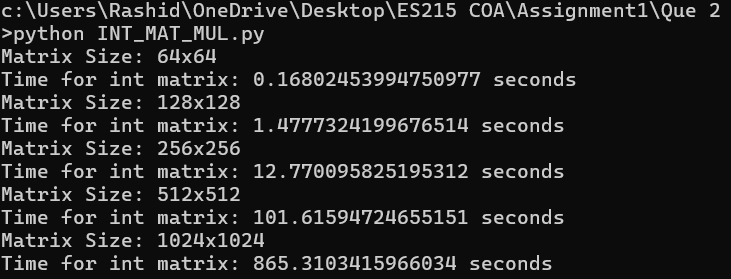 c:\Users\Rashid\OneDrive\Desktop\ES215 COA\Assignment1\Que 2
>python INT_MAT_MUL.py
Matrix Size: 64x64
Time for int matrix: 0.16802453994750977 seconds
Matrix Size: 128x128
Time for int matrix: 1.4777324199676514 seconds
Matrix Size: 256x256
Time for int matrix: 12.770095825195312 seconds
Matrix Size: 512x512
Time for int matrix: 101.61594724655151 seconds
Matrix Size: 1024x1024
Time for int matrix: 865.3103415966034 seconds